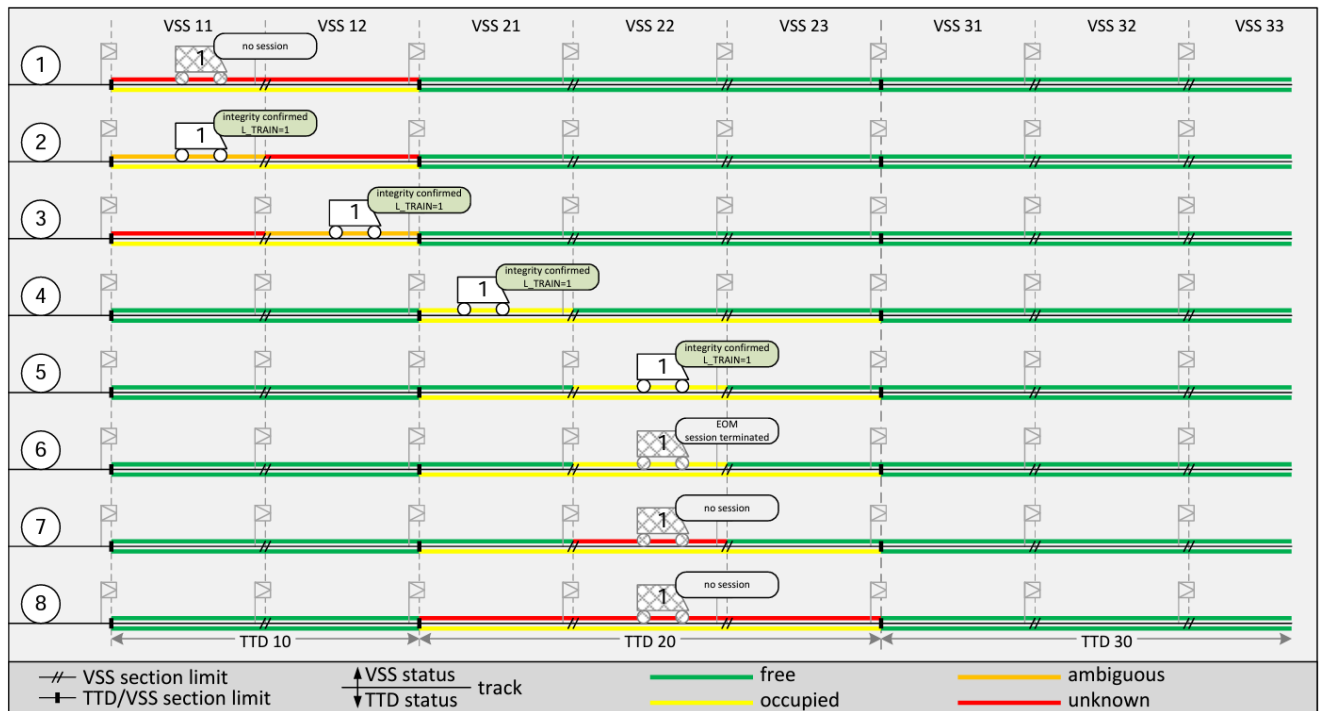 VSS 11 VSS 12 VSS 21 VSS 22 VSS 23 VSS 31 VSS 32 VSS 33
1 1 no session
2 1 integrity confirmed
L_TRAIN=1
3 1 integrity confirmed
L_TRAIN=1
4 1 integrity confirmed
L_TRAIN=1
5 1 integrity confirmed
L_TRAIN=1
6 1 EOM
session terminated
7 1 no session
8 1 no session
TTD 10 TTD 20 TTD 30
VSS section limit VSS status free ambiguous
track
TTD/VSS section limit TTD status occupied unknown